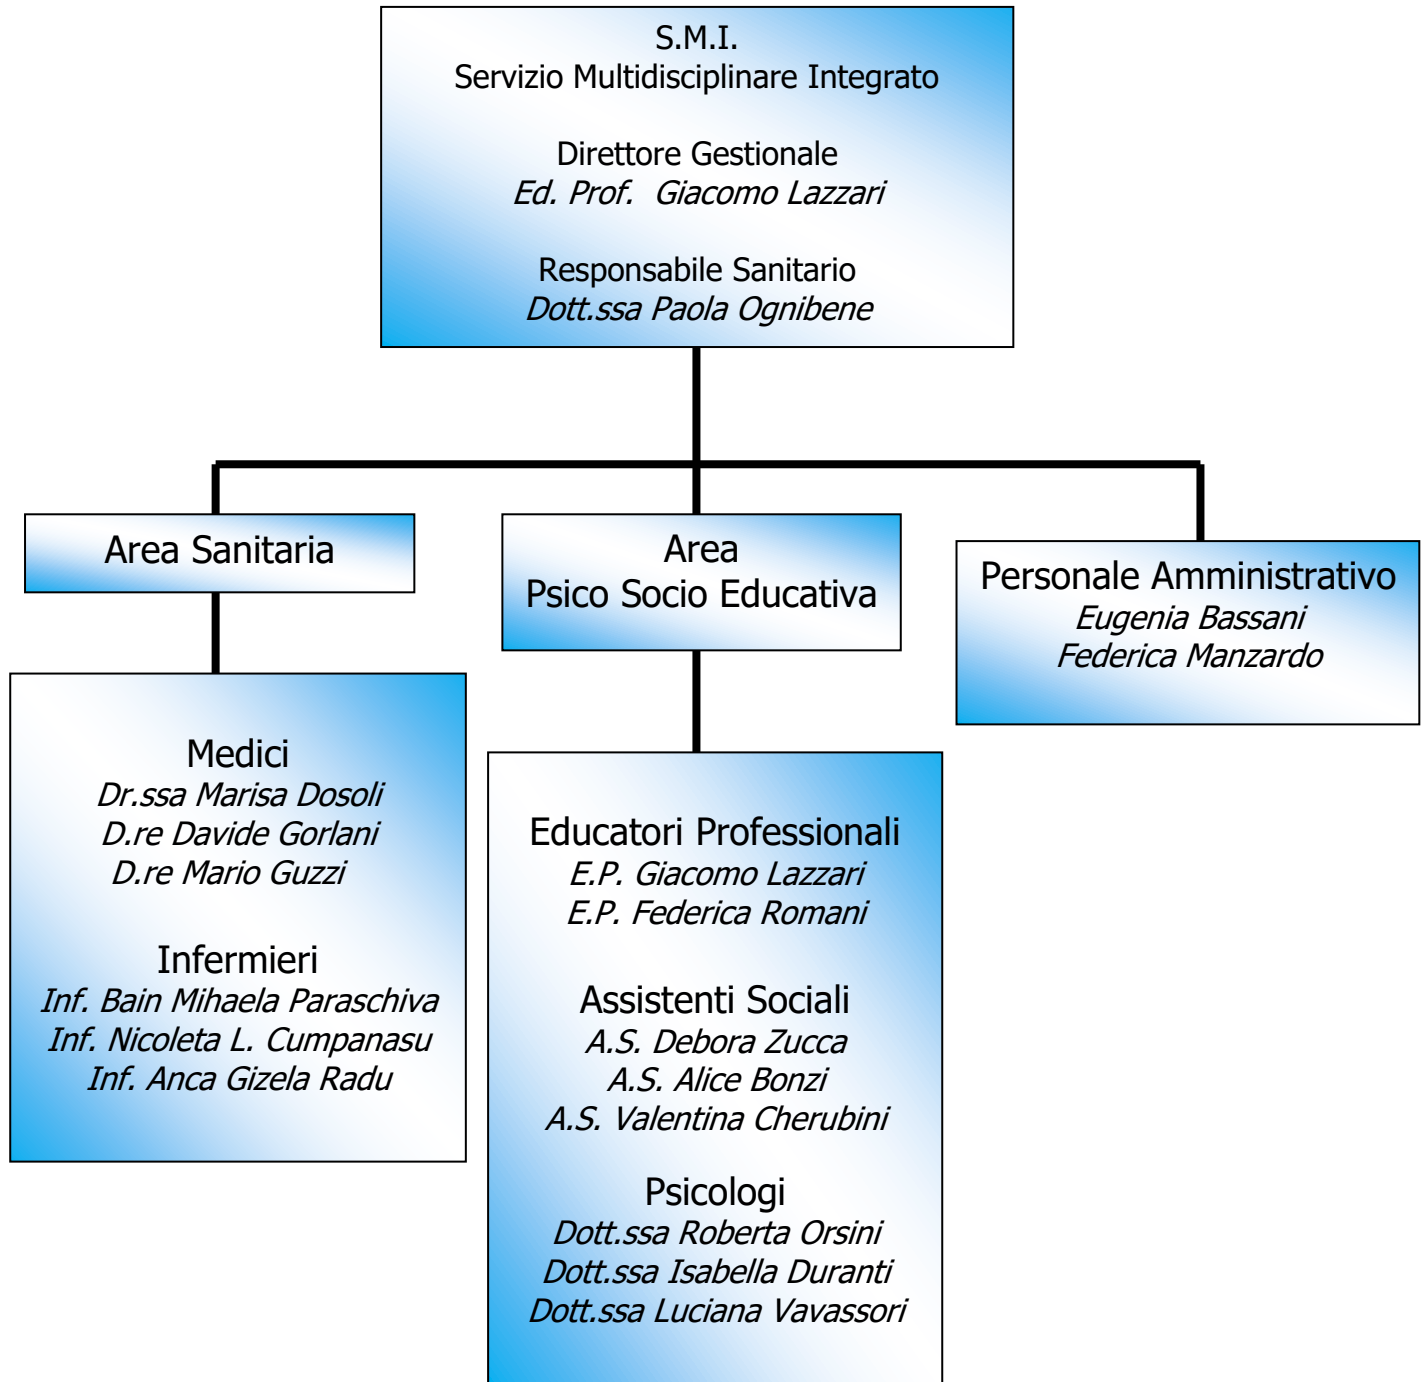 S.M.I.
Servizio Multidisciplinare Integrato
Direttore Gestionale
Ed. Prof. Giacomo Lazzari
Responsabile Sanitario
Dott.ssa Paola Ognibene
Area Sanitaria
Area
Psico Socio Educativa
Personale Amministrativo
Eugenia Bassani
Federica Manzardo
Medici
Dr.ssa Marisa Dosoli
D.re Davide Gorlani
D.re Mario Guzzi
Infermieri
Inf. Bain Mihaela Paraschiva
Inf. Nicoleta L. Cumpanasu
Inf. Anca Gizela Radu
Educatori Professionali
E.P. Giacomo Lazzari
E.P. Federica Romani
Assistenti Sociali
A.S. Debora Zucca
A.S. Alice Bonzi
A.S. Valentina Cherubini
Psicologi
Dott.ssa Roberta Orsini
Dott.ssa Isabella Duranti
Dott.ssa Luciana Vavassori